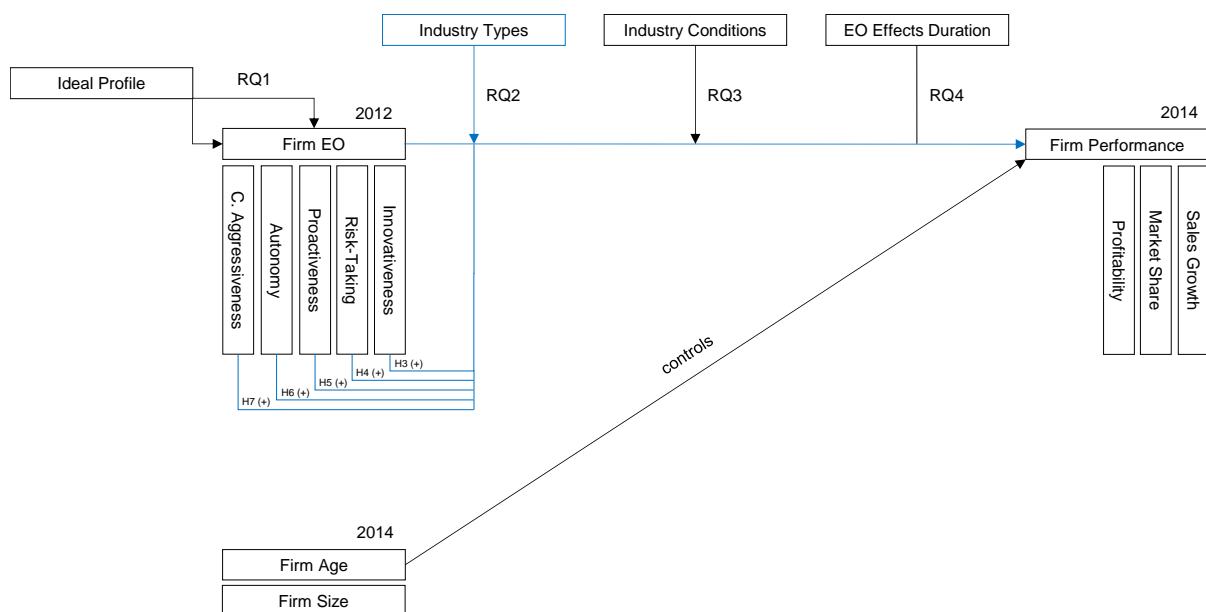 Industry Types
Industry Conditions
EO Effects Duration
Ideal Profile
RQ1
RQ2
RQ3
RQ4
2012
2014
Firm EO
Firm Performance
C. Aggressiveness
Autonomy
Proactiveness
Risk-Taking
Innovativeness
Profitability
Market Share
Sales Growth
H3 (+)
H4 (+)
H5 (+)
H6 (+)
H7 (+)
controls
2014
Firm Age
Firm Size